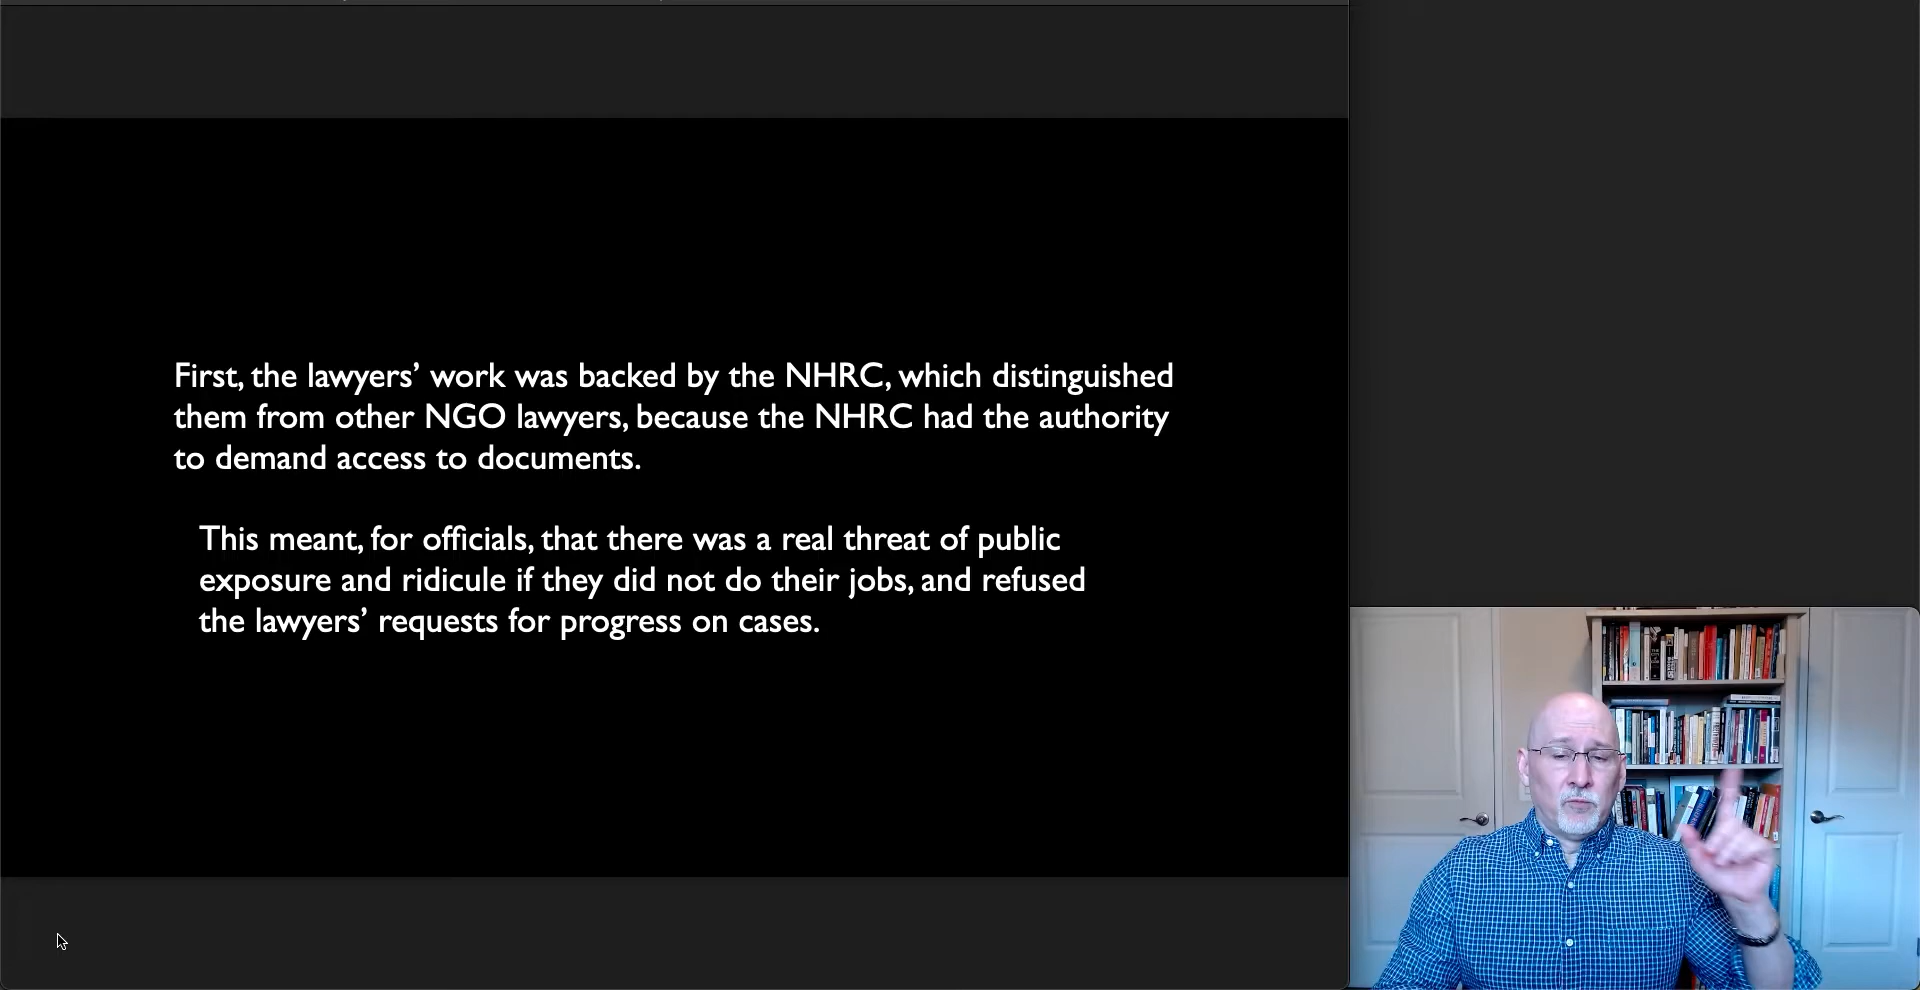 First, the lawyers’ work was backed by the NHRC, which distinguished
them from other NGO lawyers, because the NHRC had the authority
to demand access to documents.
This meant, for officials, that there was a real threat of public
exposure and ridicule if they did not do their jobs, and refused
the lawyers’ requests for progress on cases.